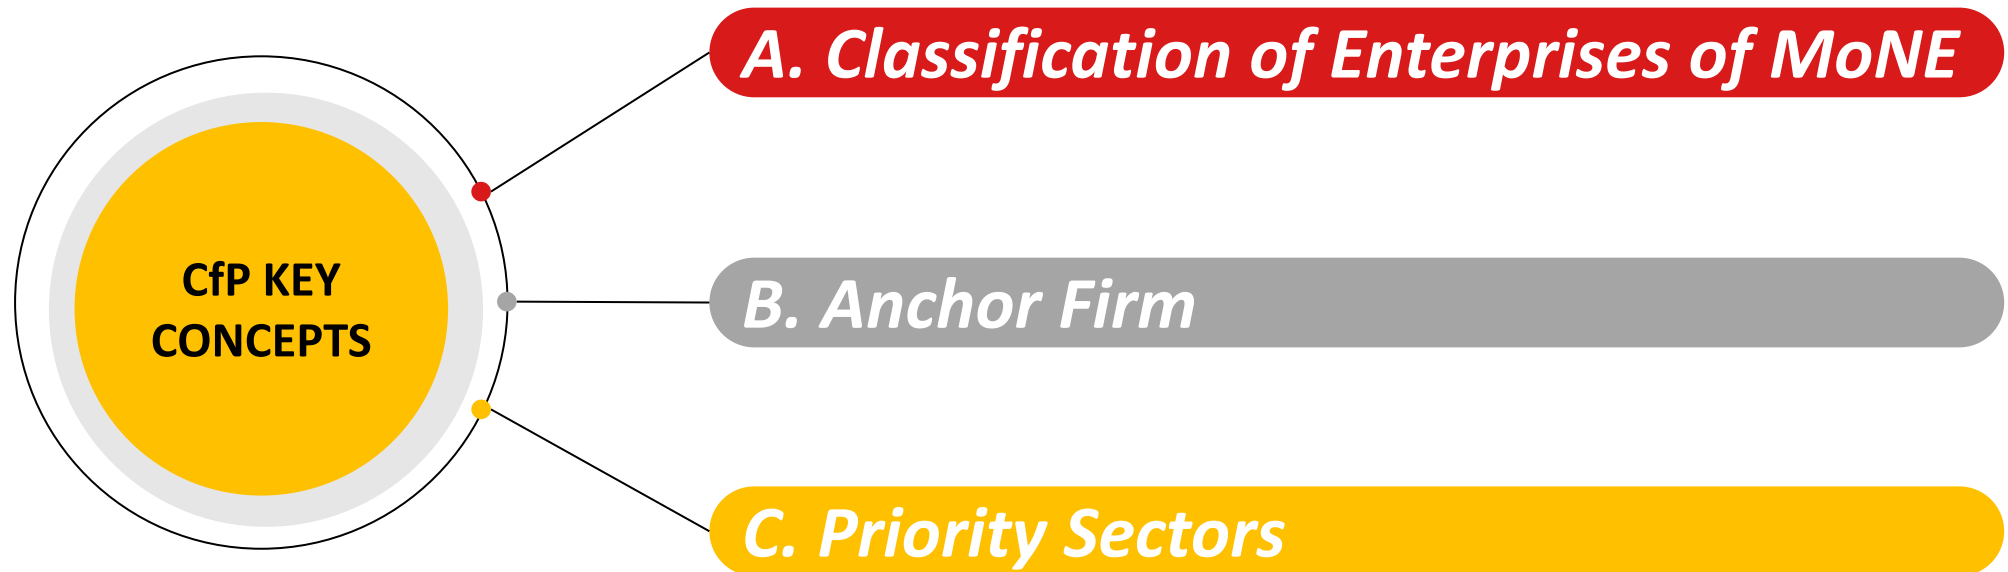 CfP KEY
CONCEPTS
A. Classification of Enterprises of MoNE
B. Anchor Firm
C. Priority Sectors